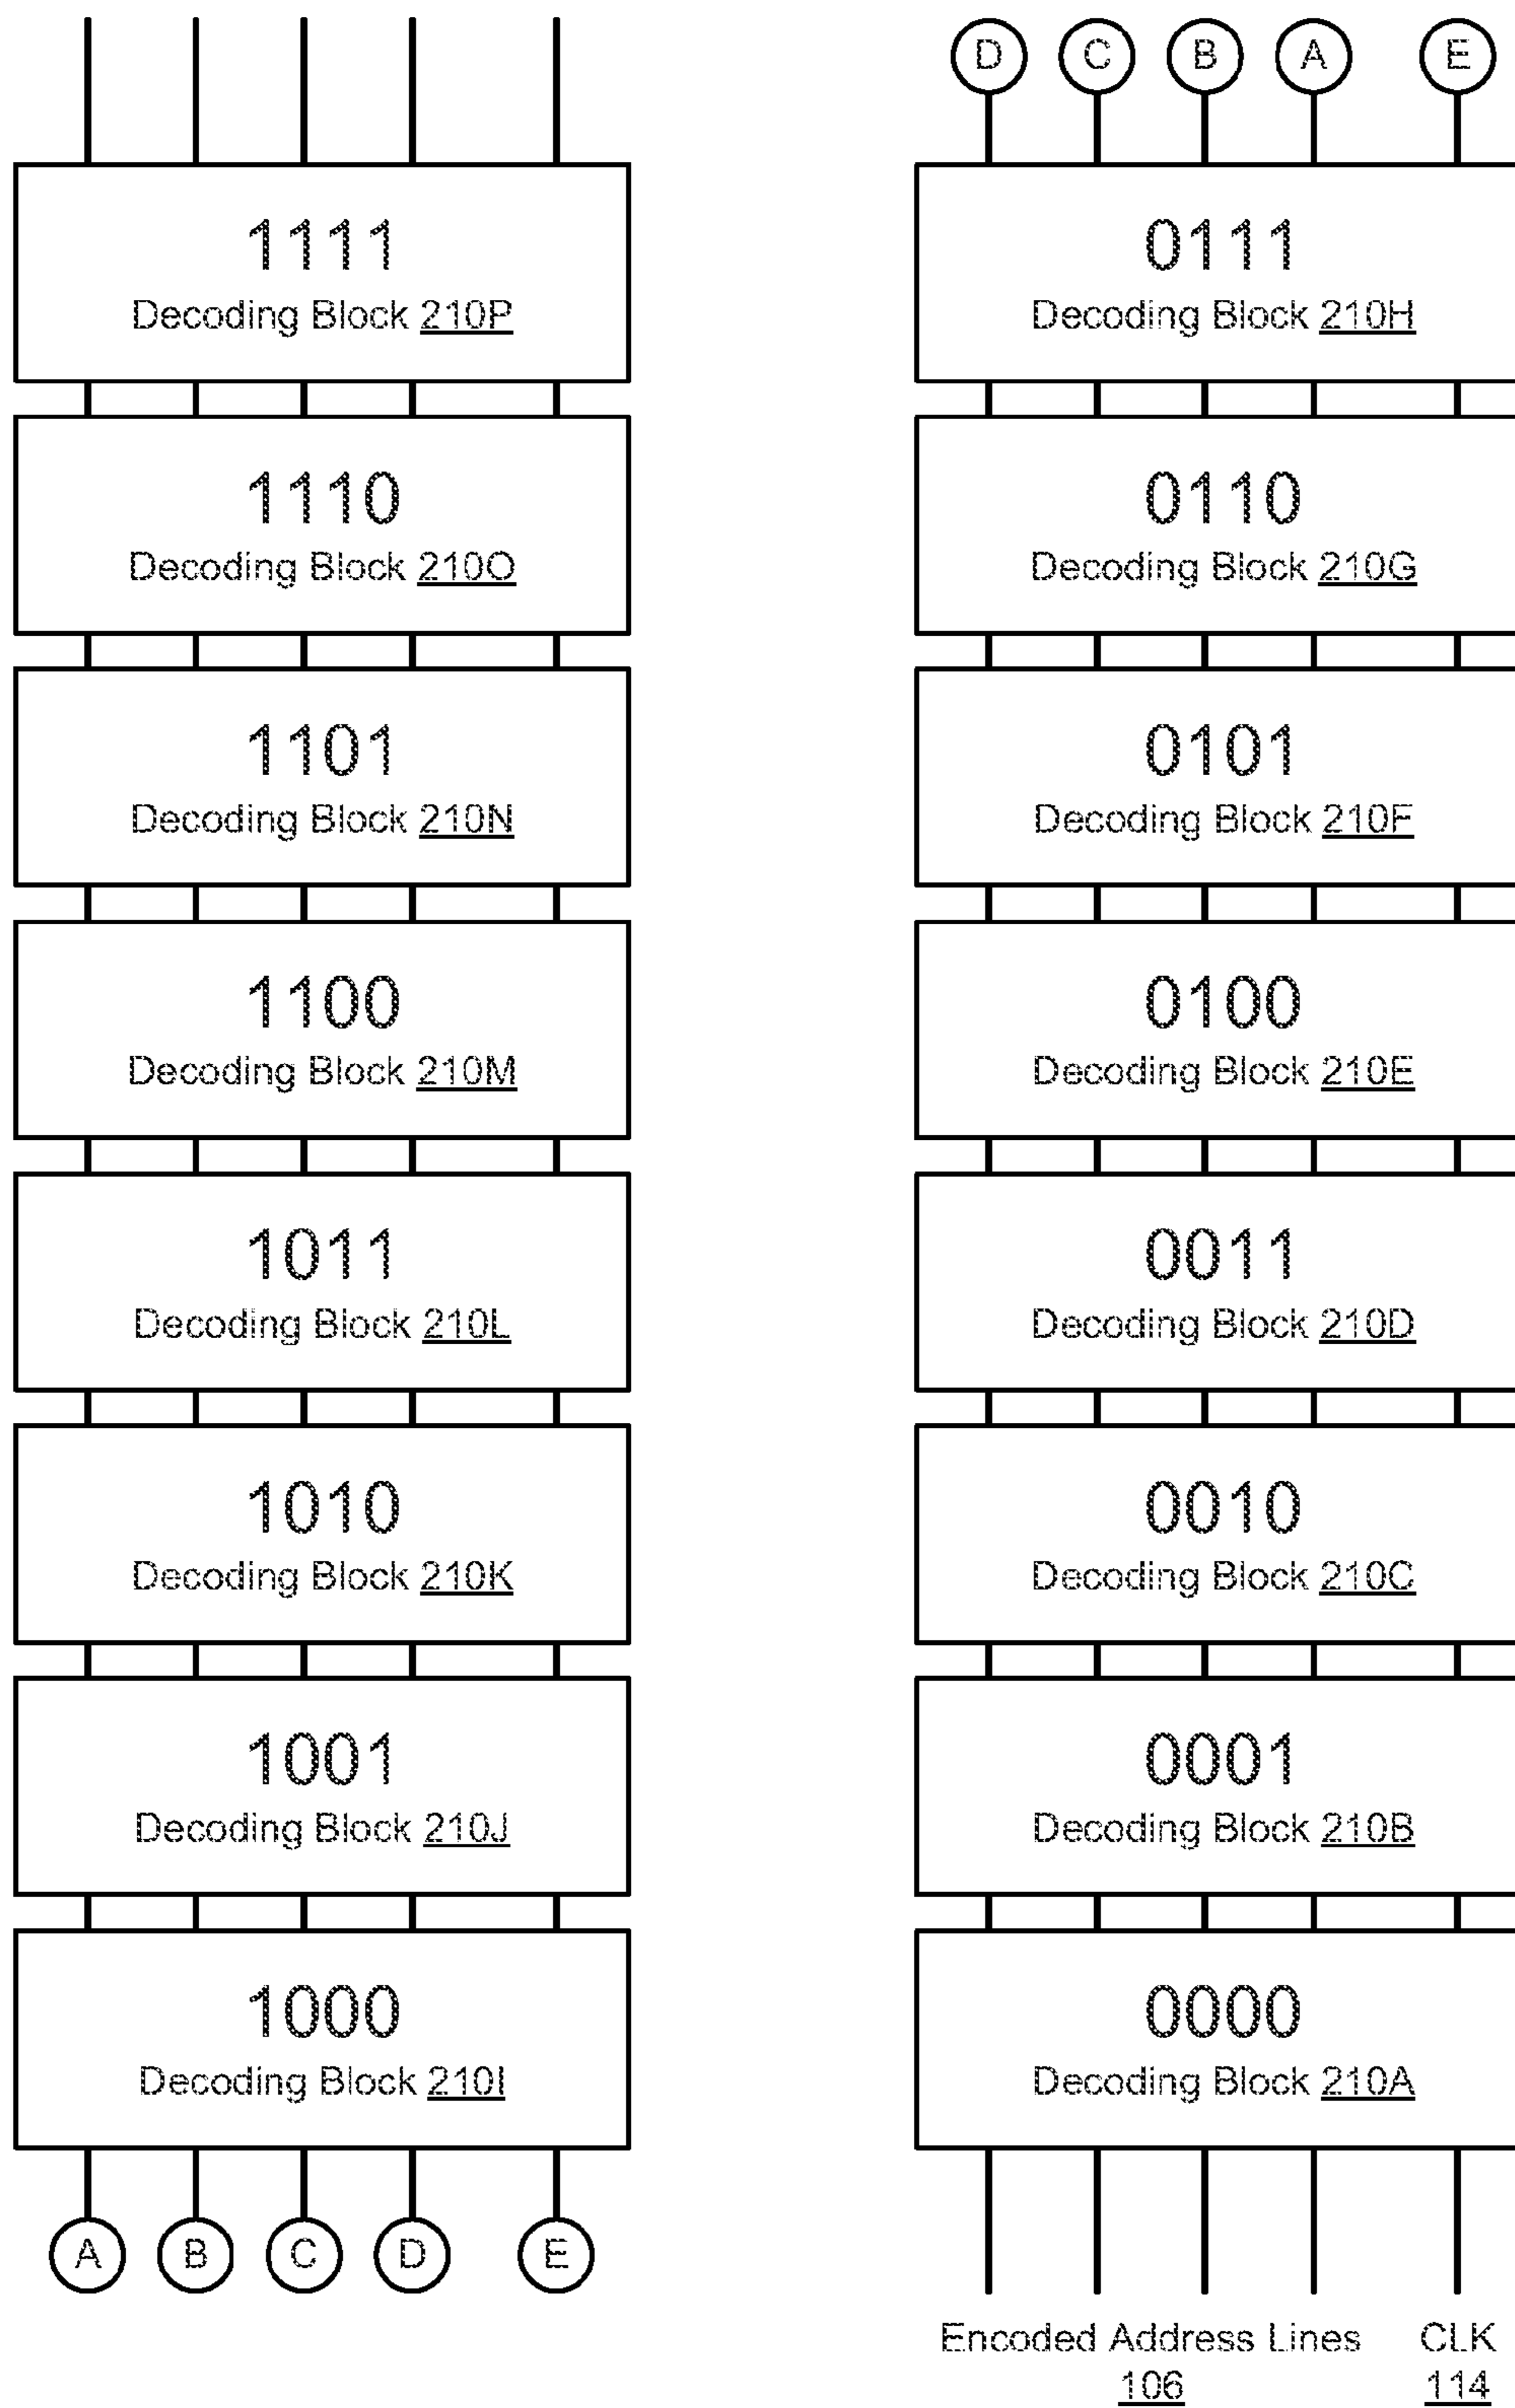 D C B A E
1111
Decoding Block 210P
0111
Decoding Block 210H
1110
Decoding Block 210O
0110
Decoding Block 210G
1101
Decoding Block 210N
0101
Decoding Block 210F
1100
Decoding Block 210M
0100
Decoding Block 210E
1011
Decoding Block 210L
0011
Decoding Block 210D
1010
Decoding Block 210K
0010
Decoding Block 210C
1001
Decoding Block 210J
0001
Decoding Block 210B
1000
Decoding Block 210I
0000
Decoding Block 210A
A B C D E
Encoded Address Lines
106
CLK
114